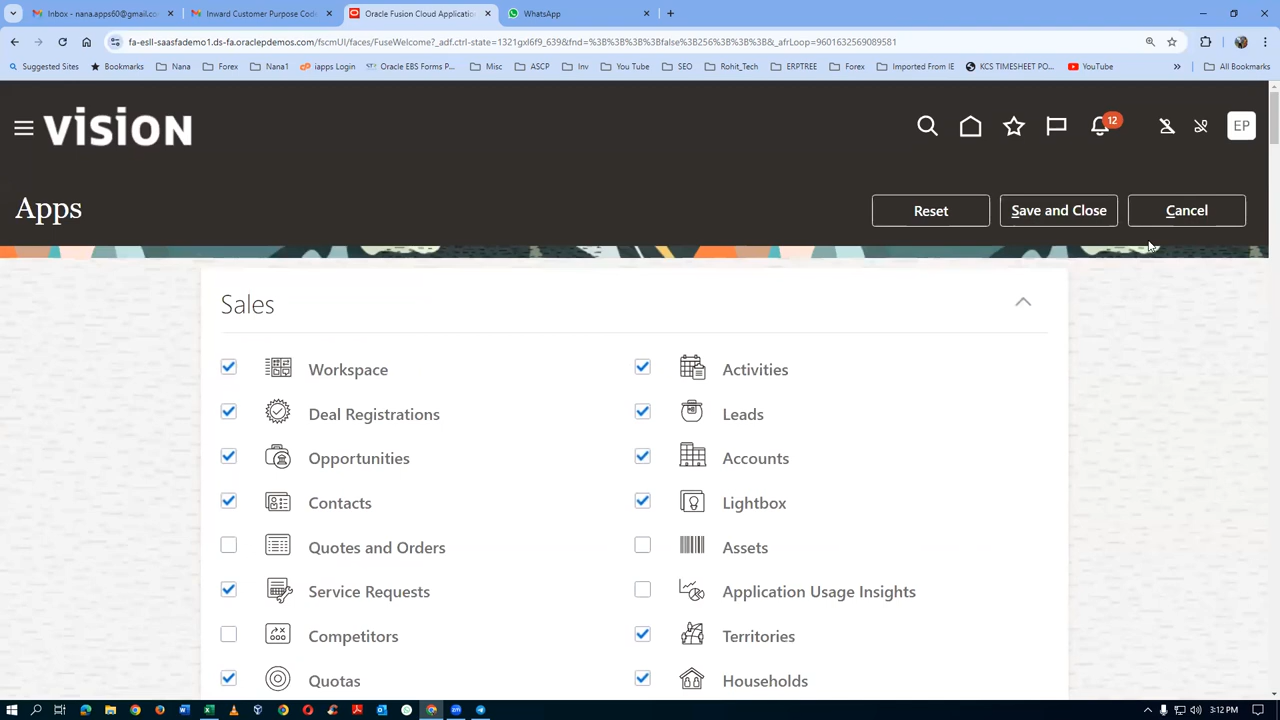 Inbox - nana.apps60@gmail.co
Inward Customer Purpose Code
Oracle Fusion Cloud Applicatio
WhatsApp
fa-esll-saasfademo1.ds-fa.oraclepdemos.com/fscmUI/faces/FuseWelcome?_adf.ctrl-state=1321gxl6f9_639&fnd=%3B%3B%3B%3Bfalse%3B256%3B%3B%3B&_afrLoop=9601632569089581
Suggested Sites
Bookmarks
Nana
Forex
Nana1
iapps Login
Oracle EBS Forms P...
Misc
ASCP
Inv
You Tube
SEO
Rohit_Tech
ERPTREE
Forex
Imported From IE
KCS TIMESHEET PO...
YouTube
All Bookmarks
vision
12
EP
Apps
Reset
Save and Close
Cancel
Sales
Workspace
Activities
Deal Registrations
Leads
Opportunities
Accounts
Contacts
Lightbox
Quotes and Orders
Assets
Service Requests
Application Usage Insights
Competitors
Territories
Quotas
Households
3:12 PM